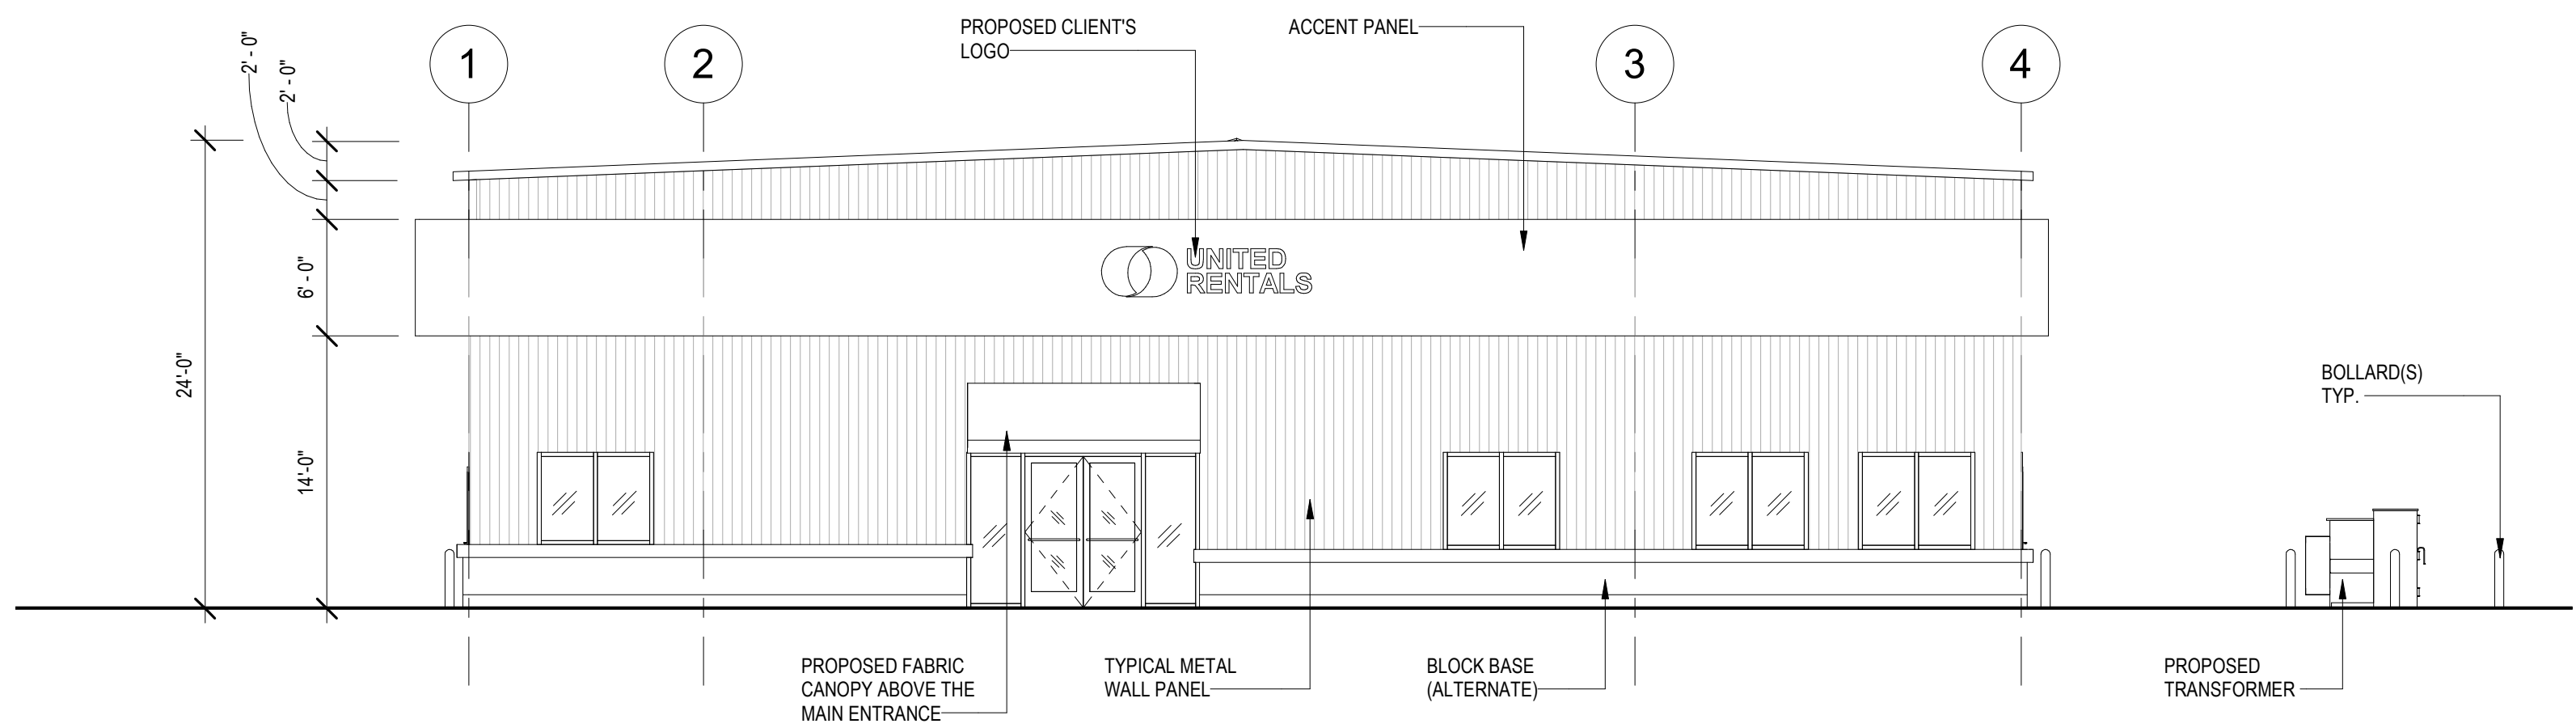 PROPOSED CLIENT'S
LOGO
ACCENT PANEL
1
2
3
4
2' - 0"
2' - 0"
6' - 0"
24'-0"
14'-0"
UNITED
RENTALS
BOLLARD(S)
TYP.
PROPOSED FABRIC
CANOPY ABOVE THE
MAIN ENTRANCE
TYPICAL METAL
WALL PANEL
BLOCK BASE
(ALTERNATE)
PROPOSED
TRANSFORMER